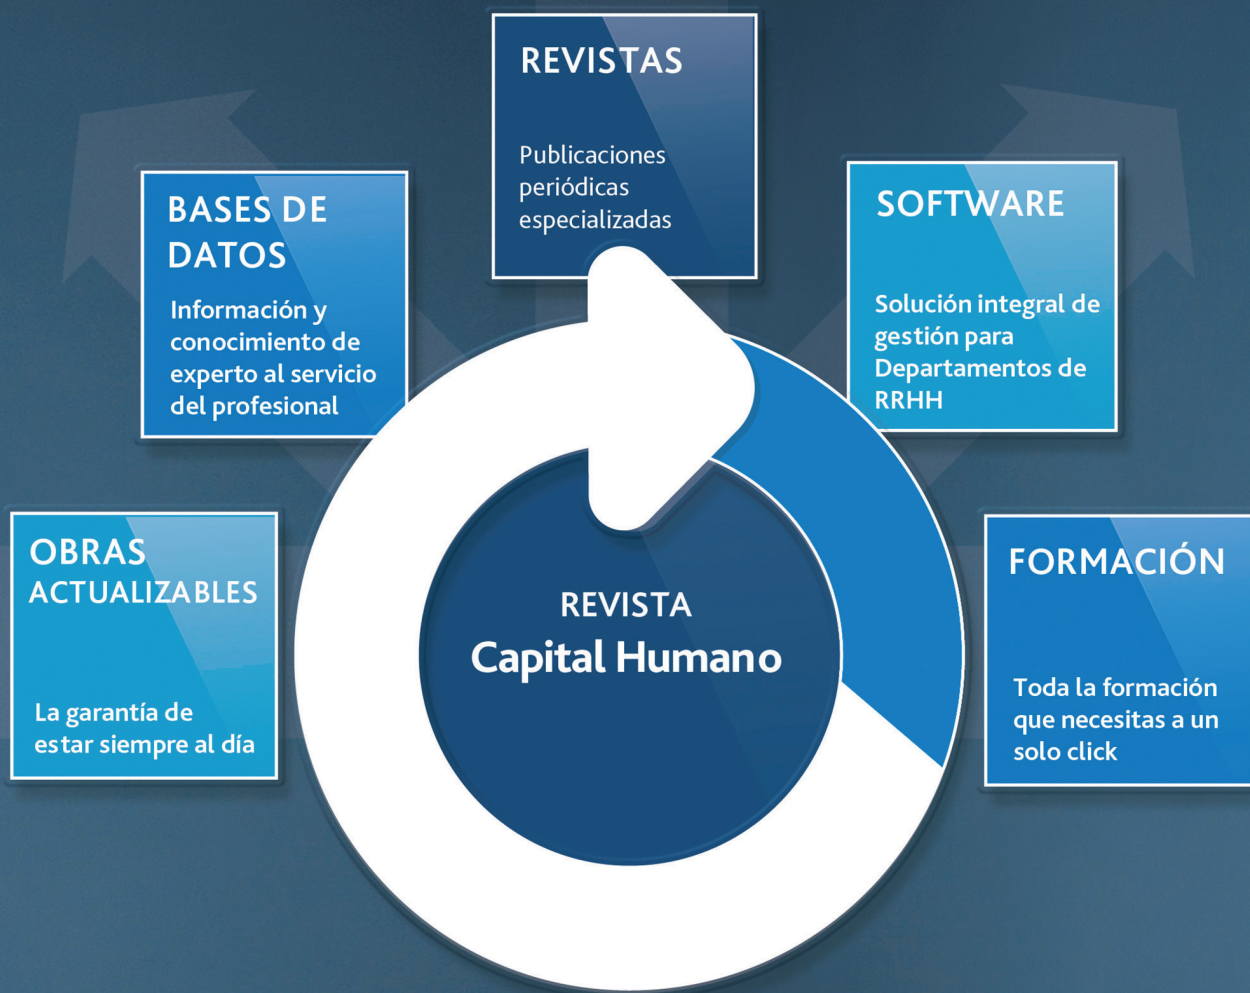 REVISTAS
Publicaciones
periódicas
especializadas
BASES DE
DATOS
Información y
conocimiento de
experto al servicio
del profesional
SOFTWARE
Solución integral de
gestión para
Departamentos de
RRHH
OBRAS
ACTUALIZABLES
La garantía de
estar siempre al día
REVISTA
Capital Humano
FORMACIÓN
Toda la formación
que necesitas a un
solo click